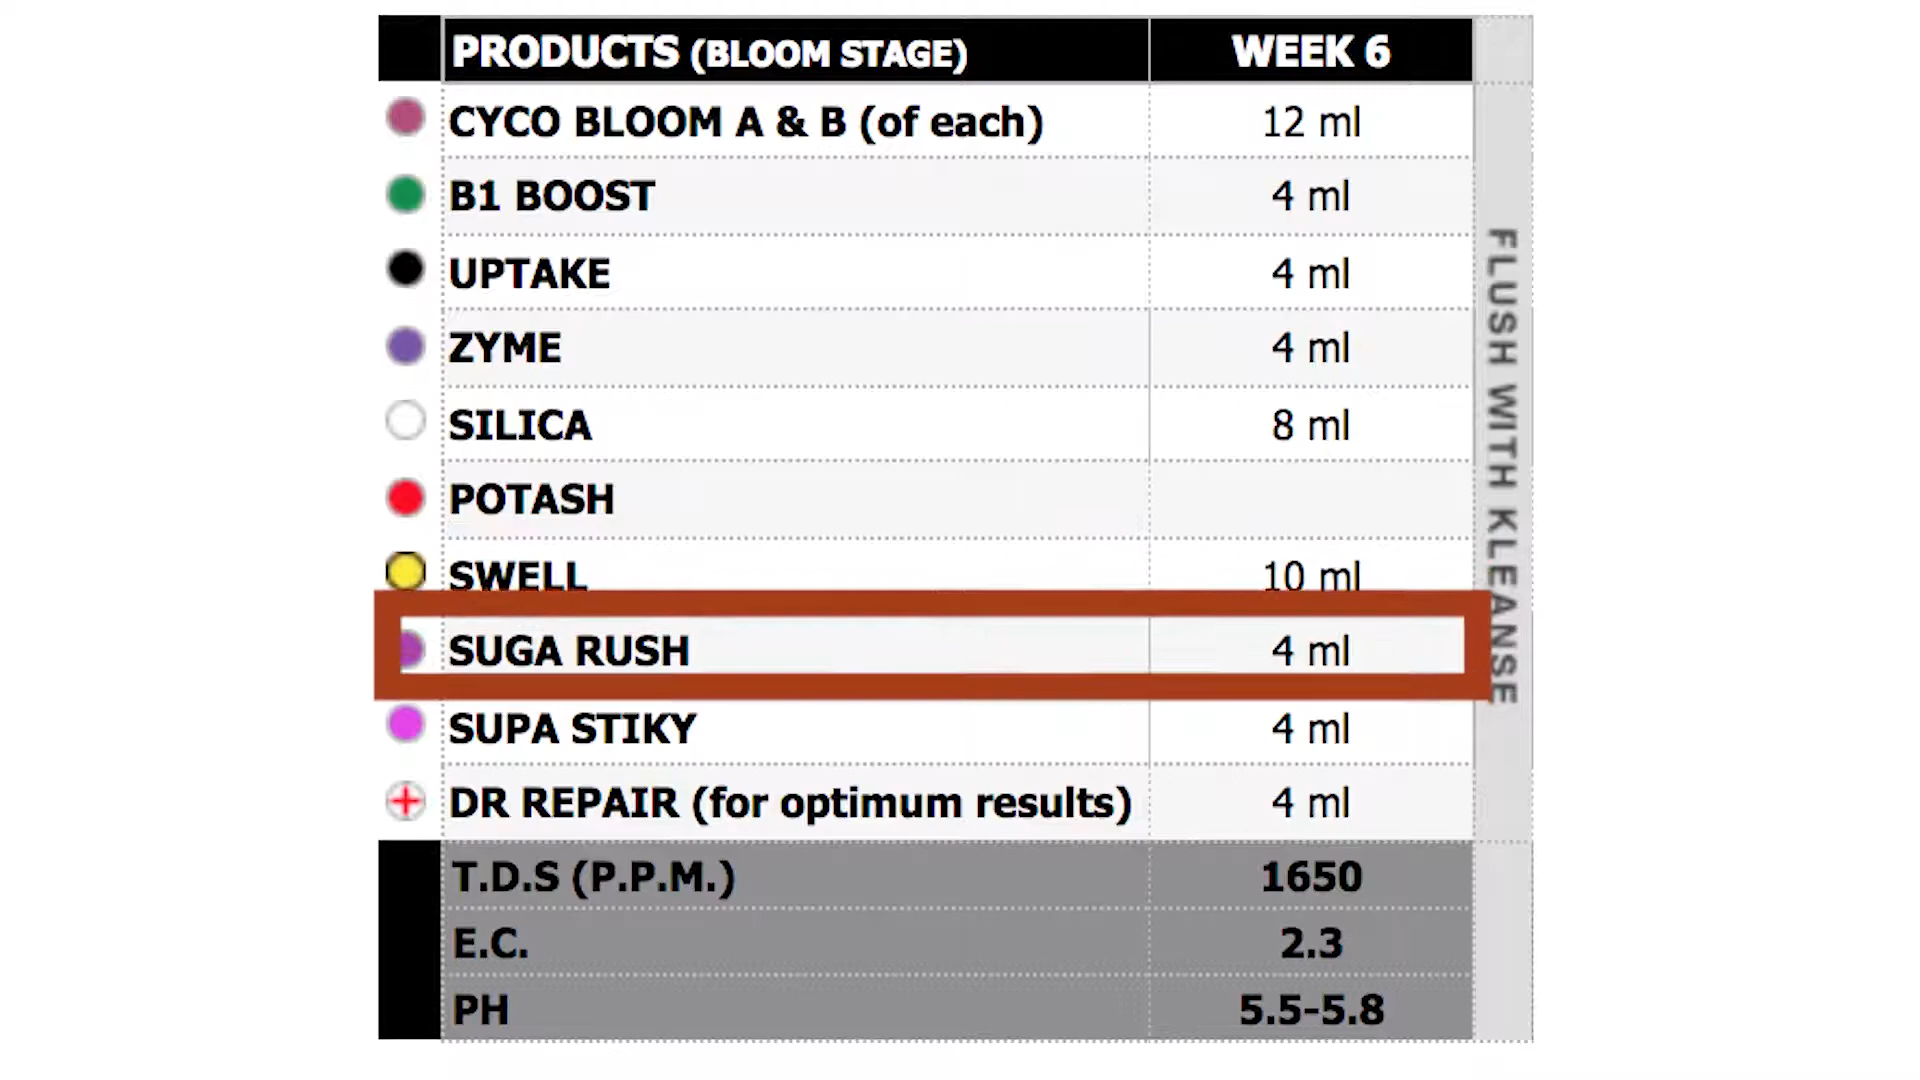 PRODUCTS (BLOOM STAGE) WEEK 6
CYCO BLOOM A & B (of each) 12 ml
B1 BOOST 4 ml
UPTAKE 4 ml
ZYME 4 ml
SILICA 8 ml
POTASH
SWELL 10 ml
SUGA RUSH 4 ml
SUPA STIKY 4 ml
DR REPAIR (for optimum results) 4 ml
T.D.S (P.P.M.) 1650
E.C. 2.3
PH 5.5-5.8
FLUSH WITH KLEANSE